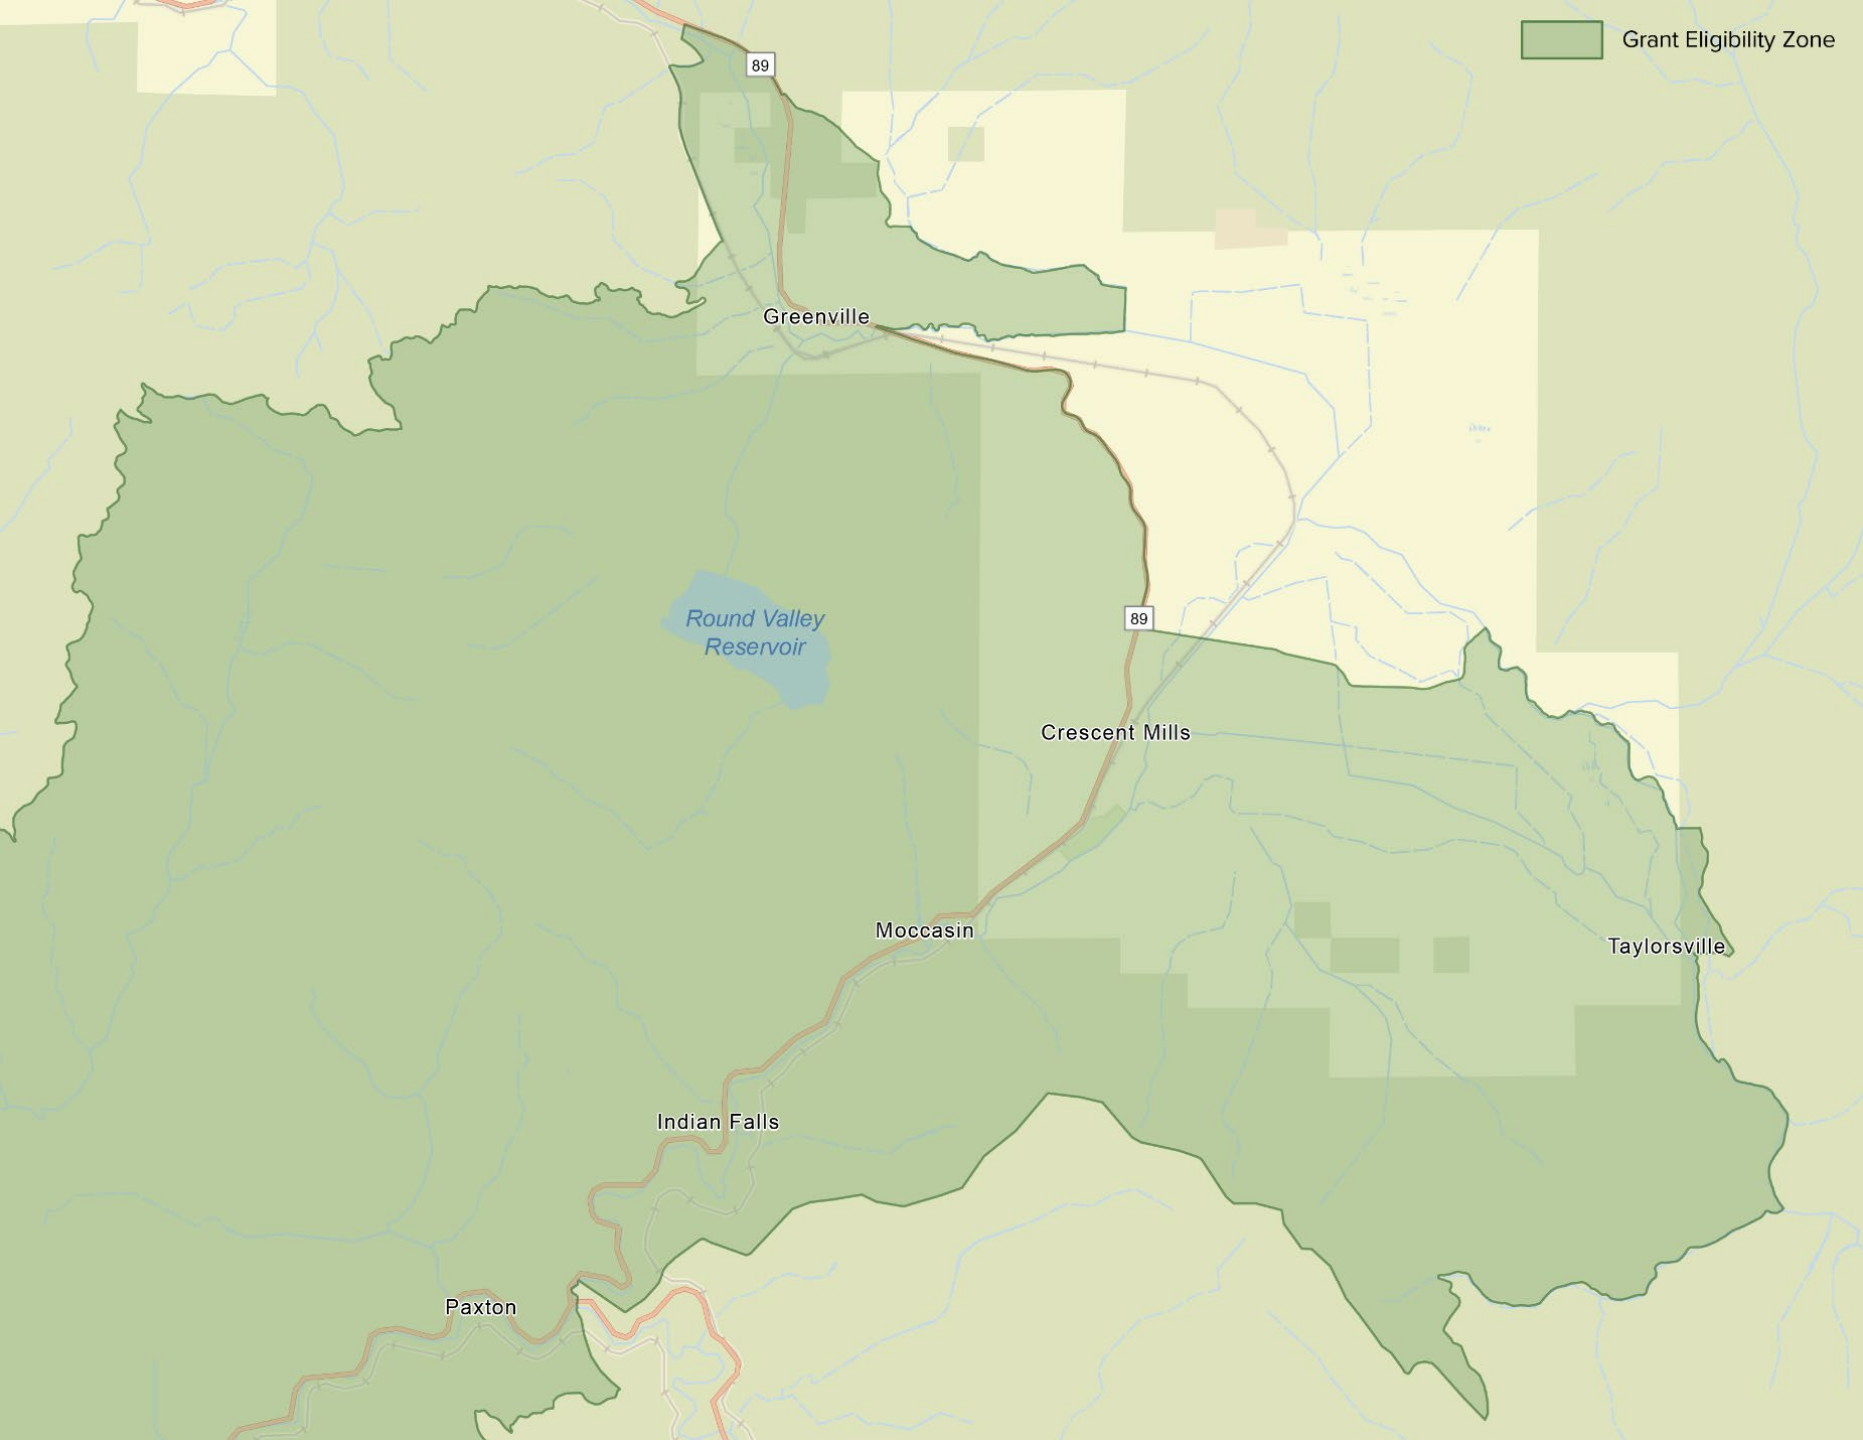 Grant Eligibility Zone
89
Greenville
Round Valley
Reservoir
89
Crescent Mills
Moccasin
Taylorsville
Indian Falls
Paxton